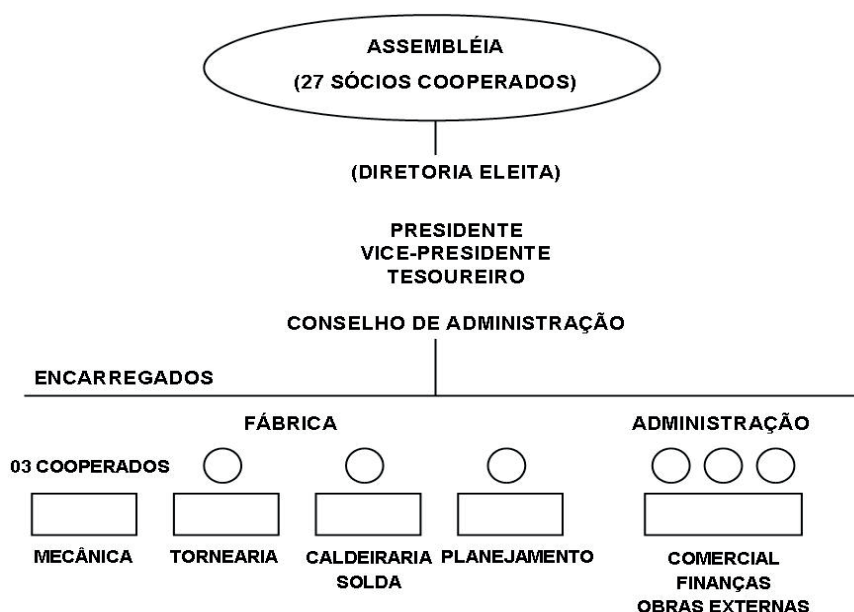 ASSEMBLÉIA
(27 SÓCIOS COOPERADOS)
(DIRETORIA ELEITA)
PRESIDENTE
VICE-PRESIDENTE
TESOUREIRO
CONSELHO DE ADMINISTRAÇÃO
ENCARREGADOS
FÁBRICA
ADMINISTRAÇÃO
03 COOPERADOS
MECÂNICA
TORNEARIA
CALDEIRARIA
SOLDA
PLANEJAMENTO
COMERCIAL
FINANÇAS
OBRAS EXTERNAS